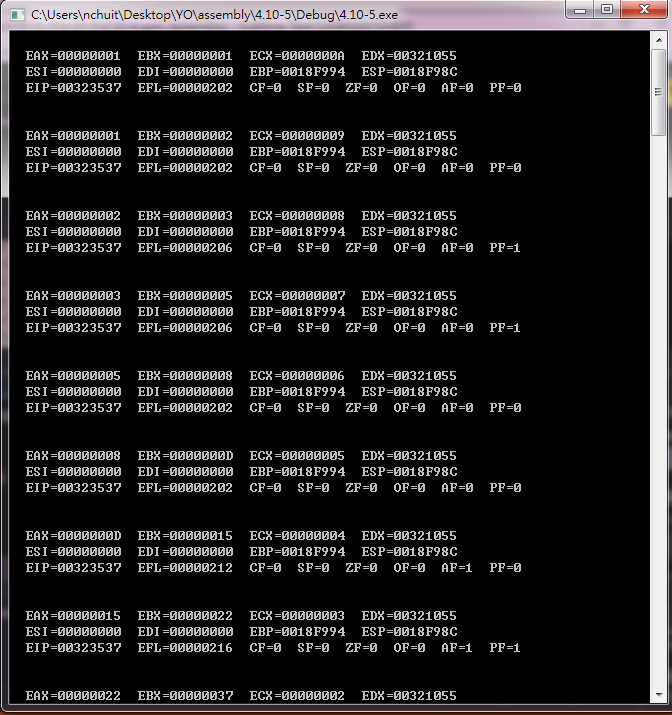 C:\Users\nchuit\Desktop\YO\assembly\4.10-5\Debug\4.10-5.exe
EAX=00000001 EBX=00000001 ECX=0000000A EDX=00321055
ESI=00000000 EDI=00000000 EBP=0018F994 ESP=0018F98C
EIP=00323537 EFL=00000202 CF=0 SF=0 ZF=0 OF=0 AF=0 PF=0
EAX=00000001 EBX=00000002 ECX=00000009 EDX=00321055
ESI=00000000 EDI=00000000 EBP=0018F994 ESP=0018F98C
EIP=00323537 EFL=00000202 CF=0 SF=0 ZF=0 OF=0 AF=0 PF=0
EAX=00000002 EBX=00000003 ECX=00000008 EDX=00321055
ESI=00000000 EDI=00000000 EBP=0018F994 ESP=0018F98C
EIP=00323537 EFL=00000206 CF=0 SF=0 ZF=0 OF=0 AF=0 PF=1
EAX=00000003 EBX=00000005 ECX=00000007 EDX=00321055
ESI=00000000 EDI=00000000 EBP=0018F994 ESP=0018F98C
EIP=00323537 EFL=00000206 CF=0 SF=0 ZF=0 OF=0 AF=0 PF=1
EAX=00000005 EBX=00000008 ECX=00000006 EDX=00321055
ESI=00000000 EDI=00000000 EBP=0018F994 ESP=0018F98C
EIP=00323537 EFL=00000202 CF=0 SF=0 ZF=0 OF=0 AF=0 PF=0
EAX=00000008 EBX=0000000D ECX=00000005 EDX=00321055
ESI=00000000 EDI=00000000 EBP=0018F994 ESP=0018F98C
EIP=00323537 EFL=00000202 CF=0 SF=0 ZF=0 OF=0 AF=0 PF=0
EAX=0000000D EBX=00000015 ECX=00000004 EDX=00321055
ESI=00000000 EDI=00000000 EBP=0018F994 ESP=0018F98C
EIP=00323537 EFL=00000212 CF=0 SF=0 ZF=0 OF=0 AF=1 PF=0
EAX=00000015 EBX=00000022 ECX=00000003 EDX=00321055
ESI=00000000 EDI=00000000 EBP=0018F994 ESP=0018F98C
EIP=00323537 EFL=00000216 CF=0 SF=0 ZF=0 OF=0 AF=1 PF=1
EAX=00000022 EBX=00000037 ECX=00000002 EDX=00321055